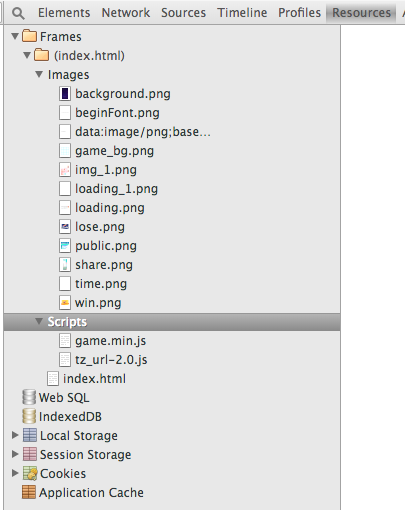 Elements Network Sources Timeline Profiles Resources
Frames
(index.html)
Images
background.png
beginFont.png
data:image/png;base...
game_bg.png
img_1.png
loading_1.png
loading.png
lose.png
public.png
share.png
time.png
win.png
Scripts
game.min.js
tz_url-2.0.js
index.html
Web SQL
IndexedDB
Local Storage
Session Storage
Cookies
Application Cache